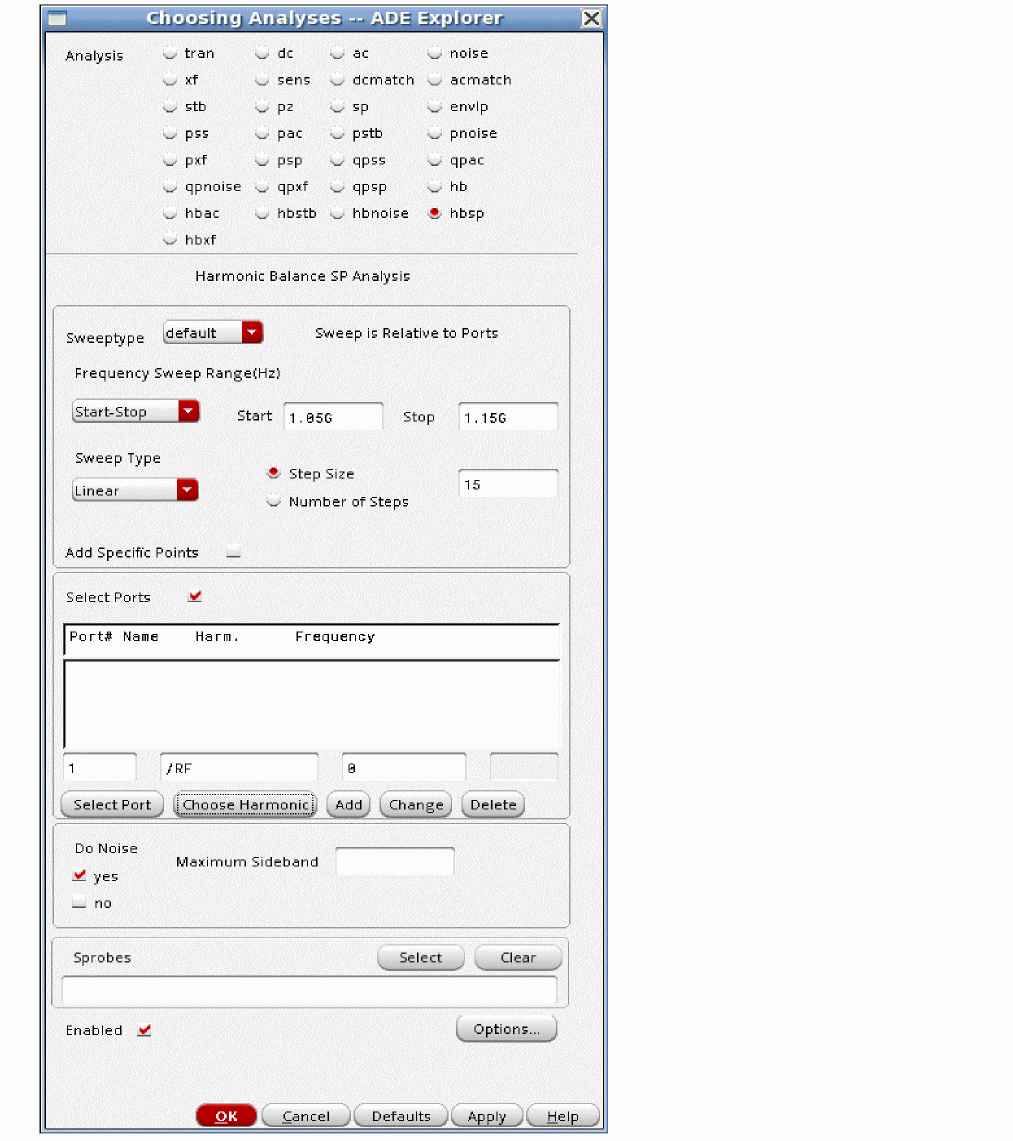 Choosing Analyses -- ADE Explorer
Analysis tran dc ac noise
xf sens dcmatch acmatch
stb pz sp envlp
pss pac pstb pnoise
pxf psp qpss qpac
qpnoise qpxf qpsp hb
hbac hbstb hbnoise hbsp
hbxf
Harmonic Balance SP Analysis
Sweeptype default Sweep is Relative to Ports
Frequency Sweep Range(Hz)
Start-Stop Start 1.05G Stop 1.15G
Sweep Type
Step Size
Linear 15
Number of Steps
Add Specific Points
Select Ports
Port# Name Harm. Frequency
1 /RF 0
Select Port Choose Harmonic Add Change Delete
Do Noise
Maximum Sideband
yes
no
Sprobes Select Clear
Enabled Options...
OK Cancel Defaults Apply Help